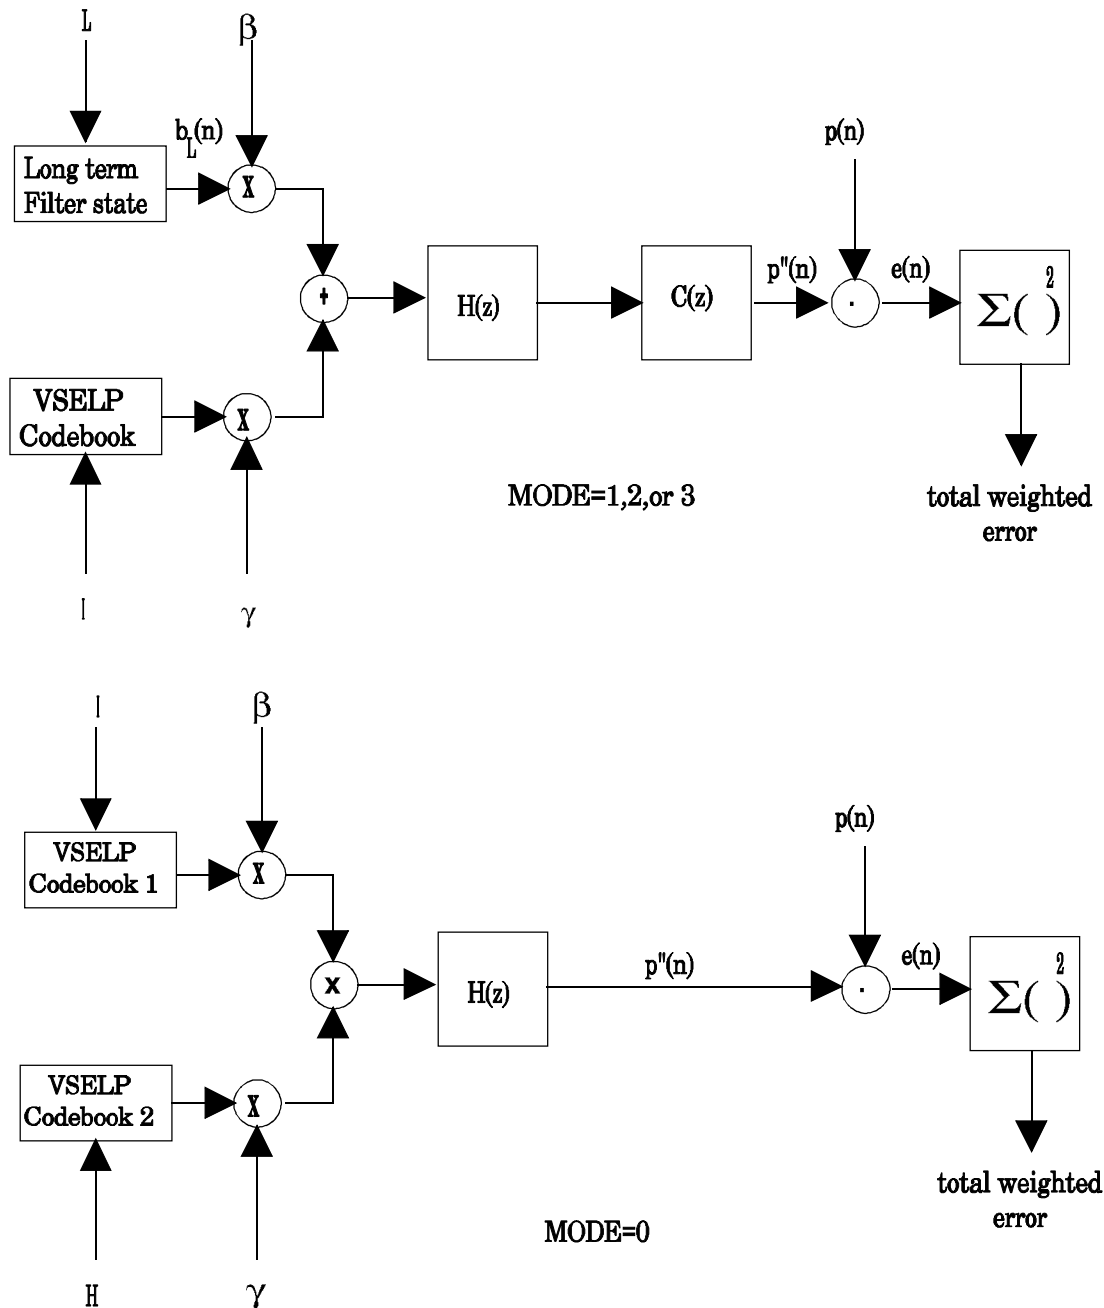 L
β
b_L(n)
p(n)
Long term
Filter state
X
+
H(z)
C(z)
p"(n)
.
e(n)
Σ( )²
VSELP
Codebook
X
MODE=1,2,or 3
total weighted
error
I
γ
I
β
p(n)
VSELP
Codebook 1
X
x
H(z)
p"(n)
.
e(n)
Σ( )²
VSELP
Codebook 2
X
total weighted
error
MODE=0
H
γ